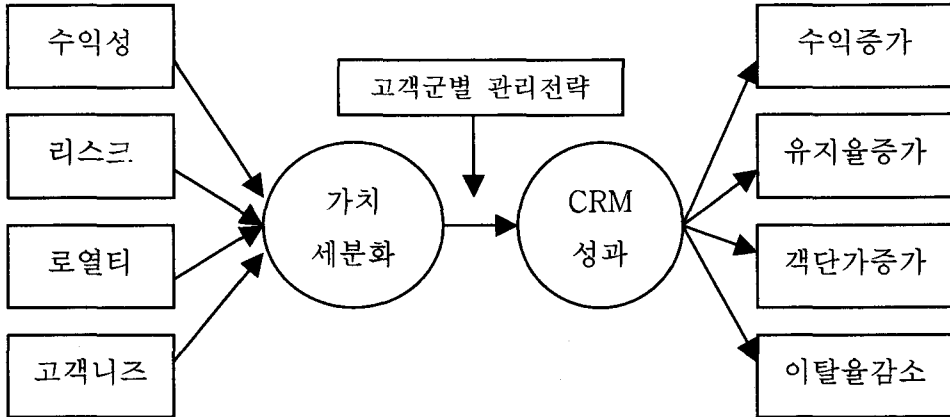 수익성
리스크
로열티
고객니즈
고객군별 관리전략
가치
세분화
CRM
성과
수익증가
유지율증가
객단가증가
이탈율감소